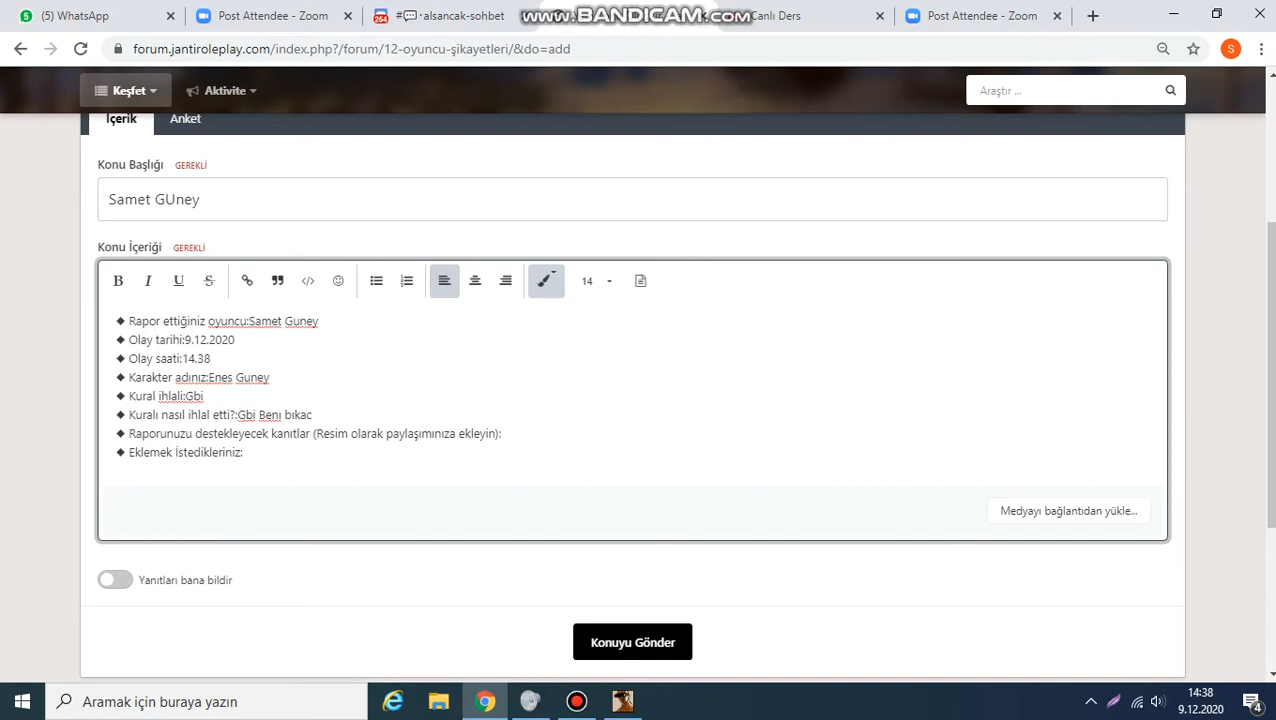 (5) WhatsApp
Post Attendee - Zoom
#💬·alsancak-sohbet
www.BANDICAM.com
Canlı Ders
Post Attendee - Zoom
forum.jantiroleplay.com/index.php?/forum/12-oyuncu-şikayetleri/&do=add
S
Keşfet
Aktivite
Araştır ...
İçerik
Anket
Konu Başlığı GEREKLİ
Samet GUney
Konu İçeriği GEREKLİ
B I U S 14
◆ Rapor ettiğiniz oyuncu:Samet Guney
◆ Olay tarihi:9.12.2020
◆ Olay saati:14.38
◆ Karakter adınız:Enes Guney
◆ Kural ihlali:Gbi
◆ Kuralı nasıl ihlal etti?:Gbi Benı bıkac
◆ Raporunuzu destekleyecek kanıtlar (Resim olarak paylaşımınıza ekleyin):
◆ Eklemek İstedikleriniz:
Medyayı bağlantıdan yükle...
Yanıtları bana bildir
Konuyu Gönder
Aramak için buraya yazın
14:38
9.12.2020
4